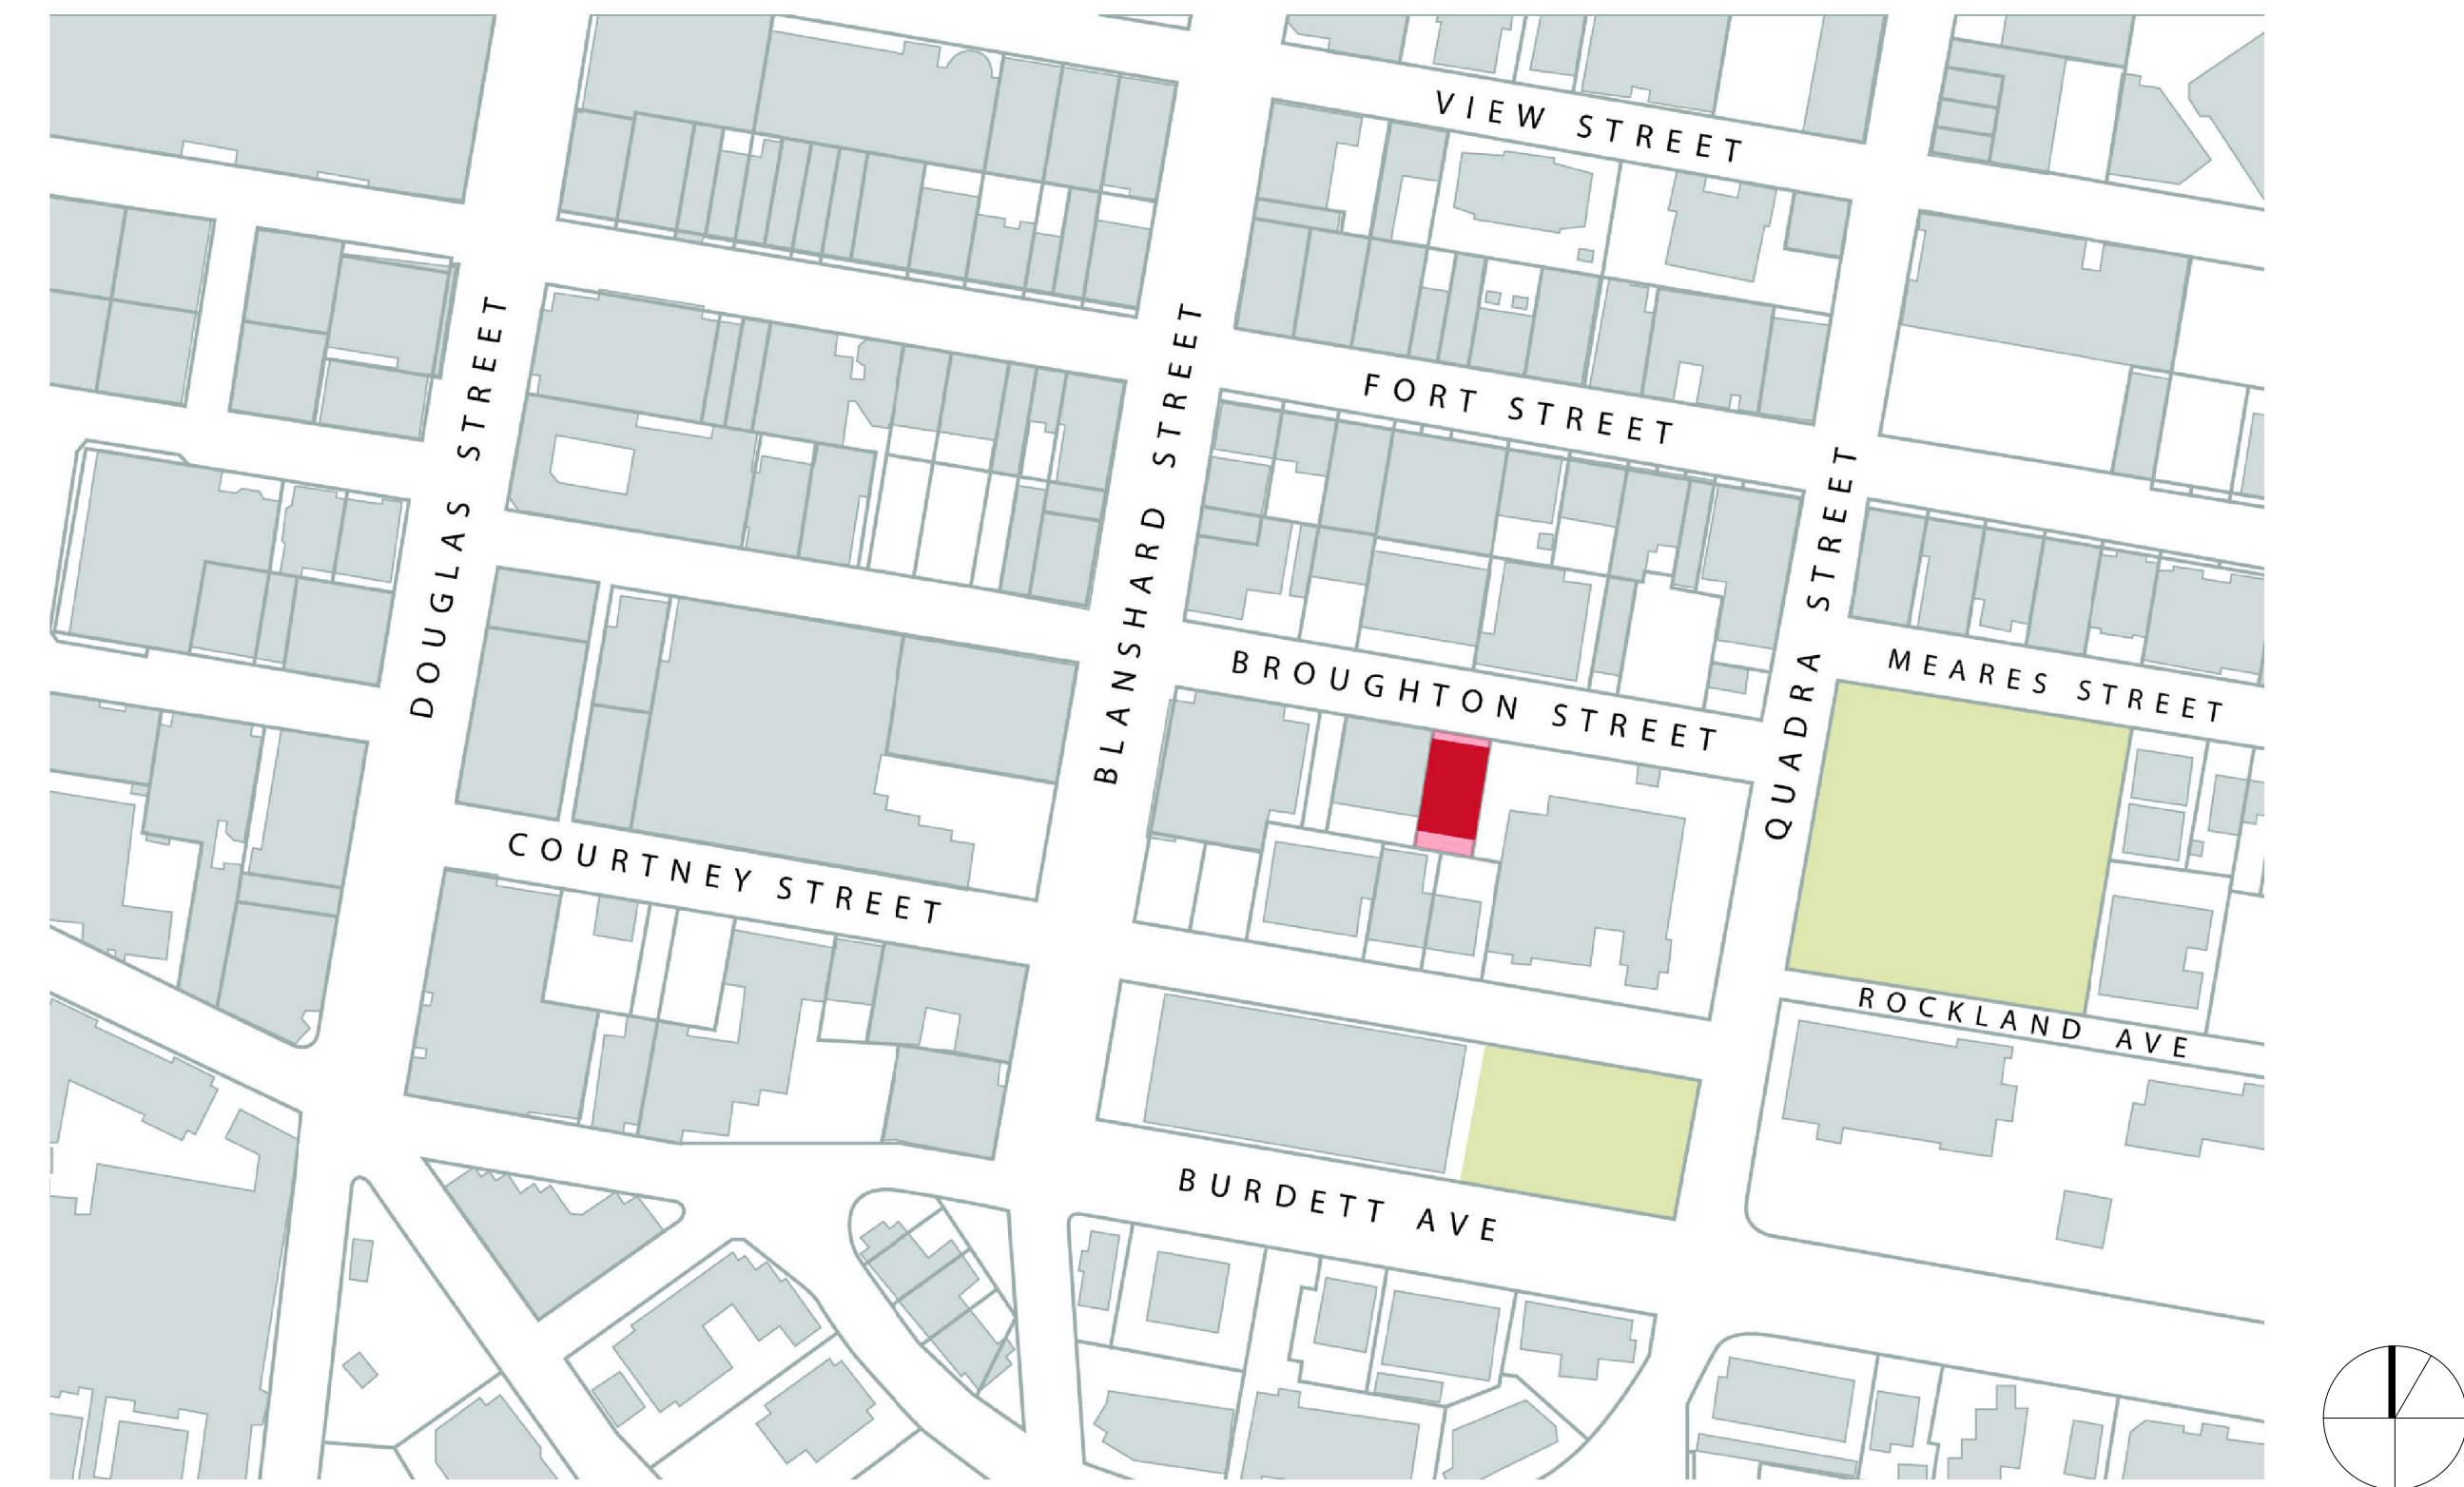 VIEW STREET
DOUGLAS STREET
BLANSHARD STREET
FORT STREET
QUADRA STREET
BROUGHTON STREET
MEARES STREET
COURTNEY STREET
ROCKLAND AVE
BURDETT AVE